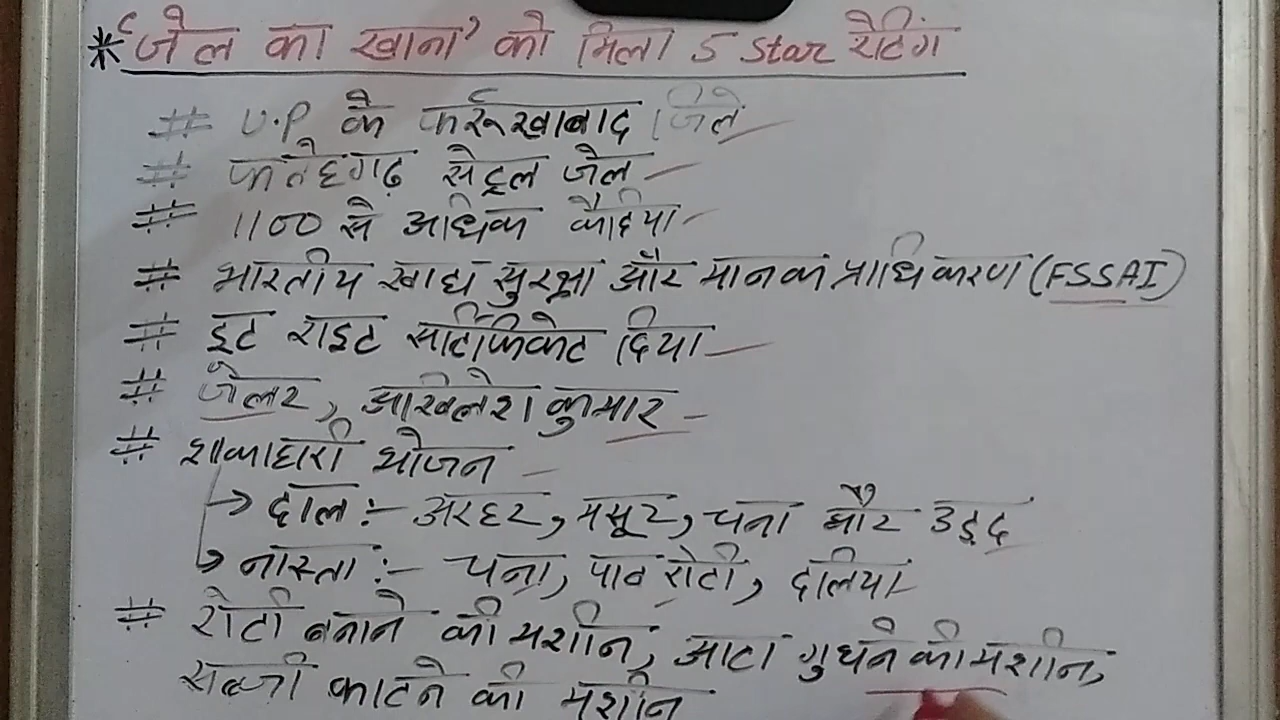 * 'जेल का खाना' को मिला 5 Star रेटिंग
# U.P के फर्रूखाबाद जिले
# फतेहगढ़ सेंट्रल जेल
# 1100 से अधिक कैदियो
# भारतीय खाद्य सुरक्षा और मानक प्राधिकरण (FSSAI)
# इट राइट सर्टिफिकेट दिया
# जेलर, अखिलेश कुमार
# शाकाहारी भोजन
→ दाल :- अरहर, मसूर, चना और उड़द
→ नास्ता :- चना, पाव रोटी, दलिया
# रोटी बनाने की मशीन, आटा गुथने की मशीन,
सब्जी काटने की मशीन